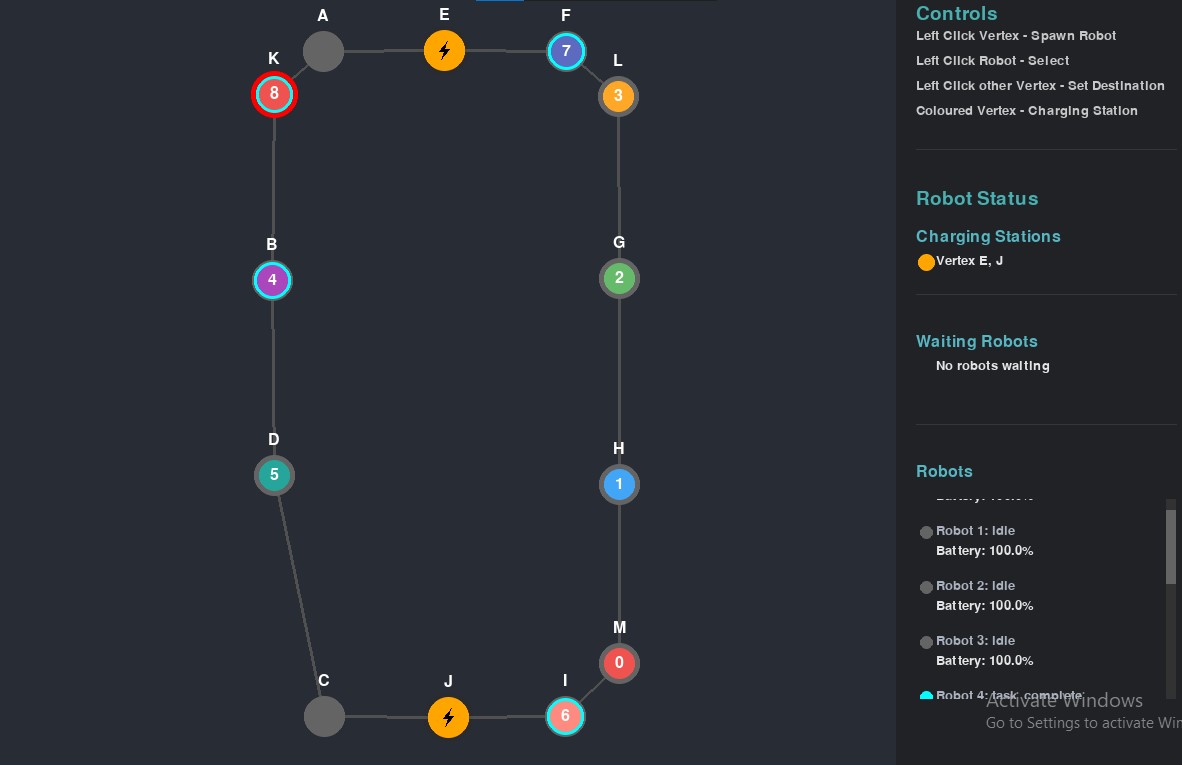 A
E
F
K
7
L
8
3
B
G
4
2
D
H
5
1
M
0
C
J
I
6
Controls
Left Click Vertex - Spawn Robot
Left Click Robot - Select
Left Click other Vertex - Set Destination
Coloured Vertex - Charging Station
Robot Status
Charging Stations
Vertex E, J
Waiting Robots
No robots waiting
Robots
Robot 1: Idle
Battery: 100.0%
Robot 2: Idle
Battery: 100.0%
Robot 3: Idle
Battery: 100.0%
Robot 4: task_complete
Activate Windows
Go to Settings to activate Win